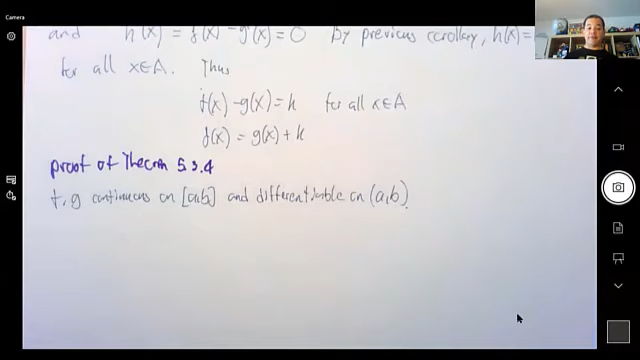 Camera
and h'(x) = f'(x) - g'(x) = 0 By previous corollary, h(x) =
for all x∈A. Thus
f(x) - g(x) = k for all x∈A
f(x) = g(x) + k
proof of Theorem 5.3.4
f, g continuous on [a,b] and differentiable on (a,b).